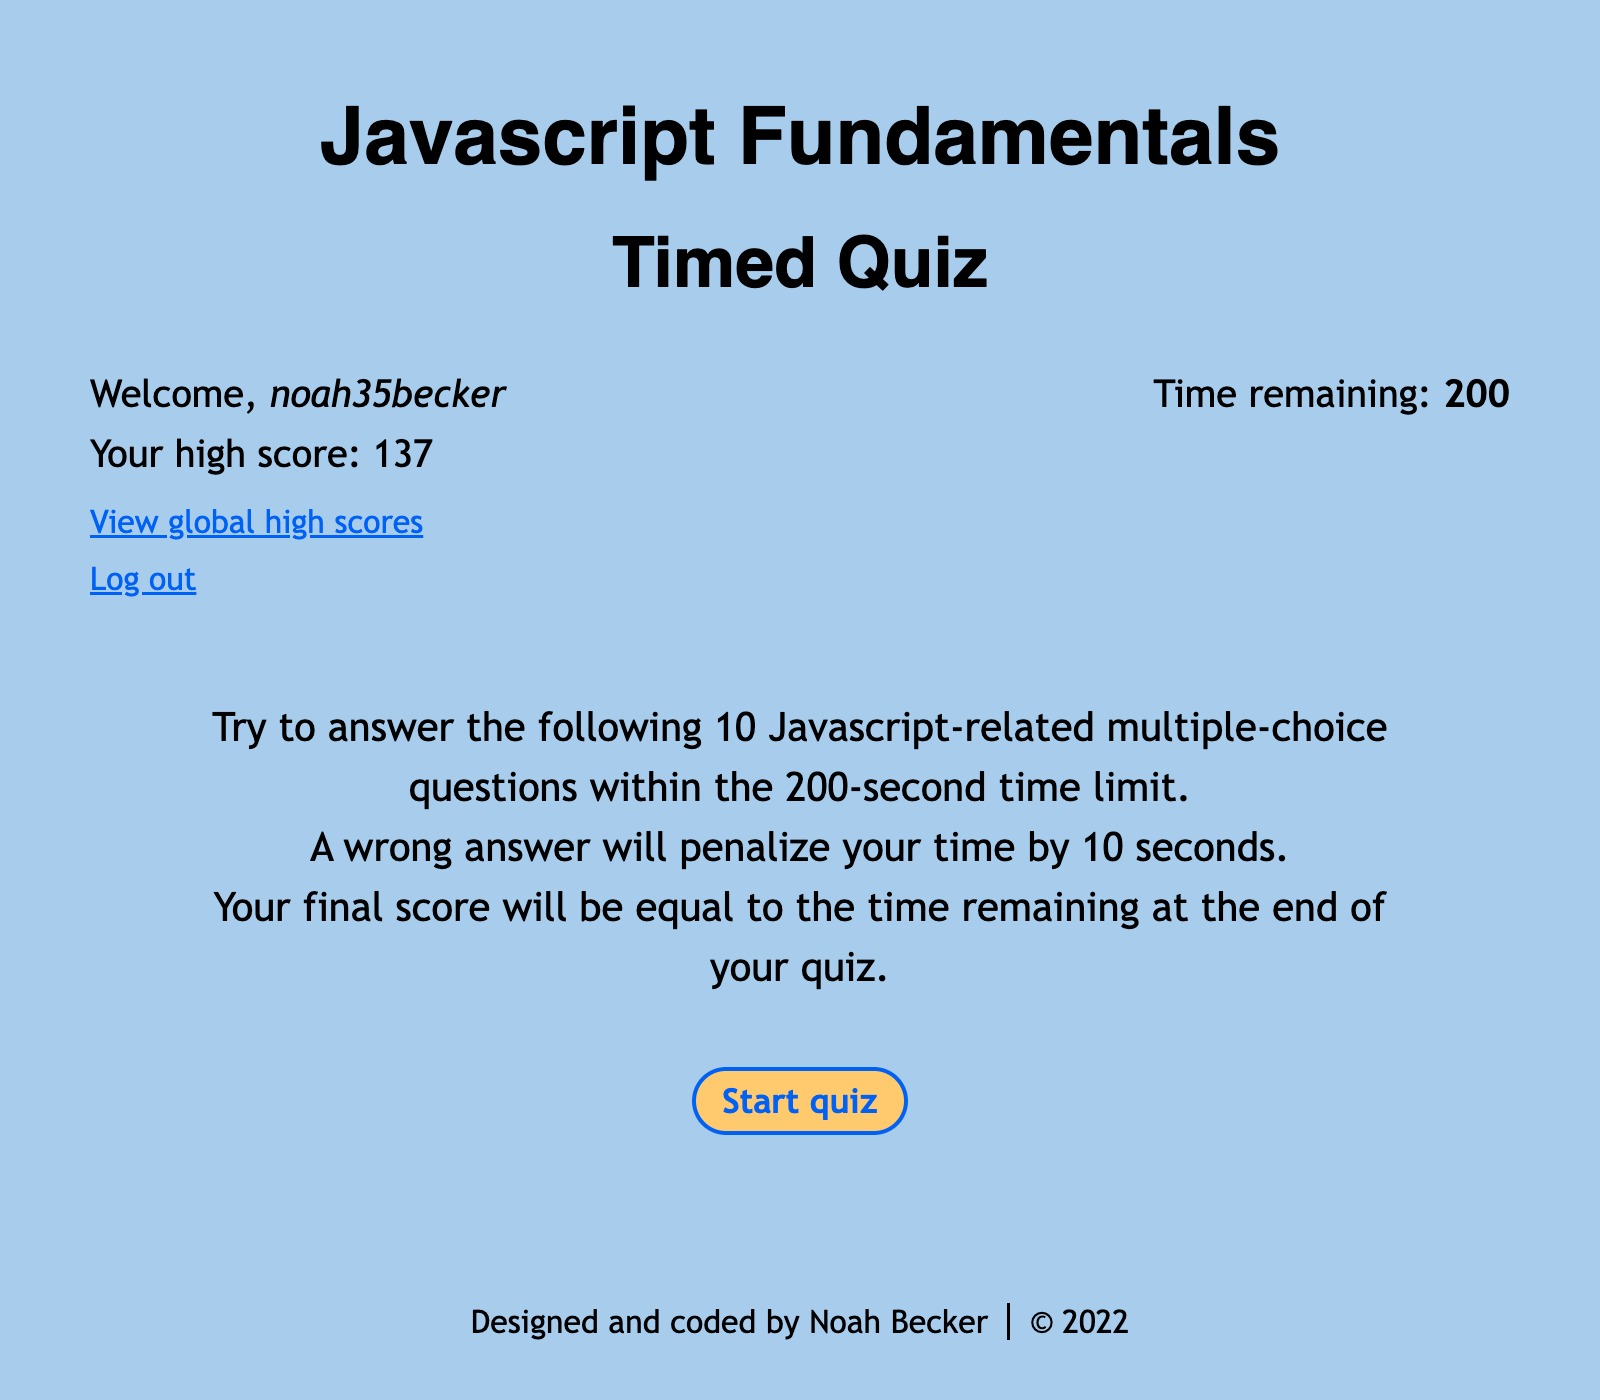 Javascript Fundamentals
Timed Quiz
Welcome, noah35becker
Time remaining: 200
Your high score: 137
View global high scores
Log out
Try to answer the following 10 Javascript-related multiple-choice
questions within the 200-second time limit.
A wrong answer will penalize your time by 10 seconds.
Your final score will be equal to the time remaining at the end of
your quiz.
Start quiz
Designed and coded by Noah Becker | © 2022